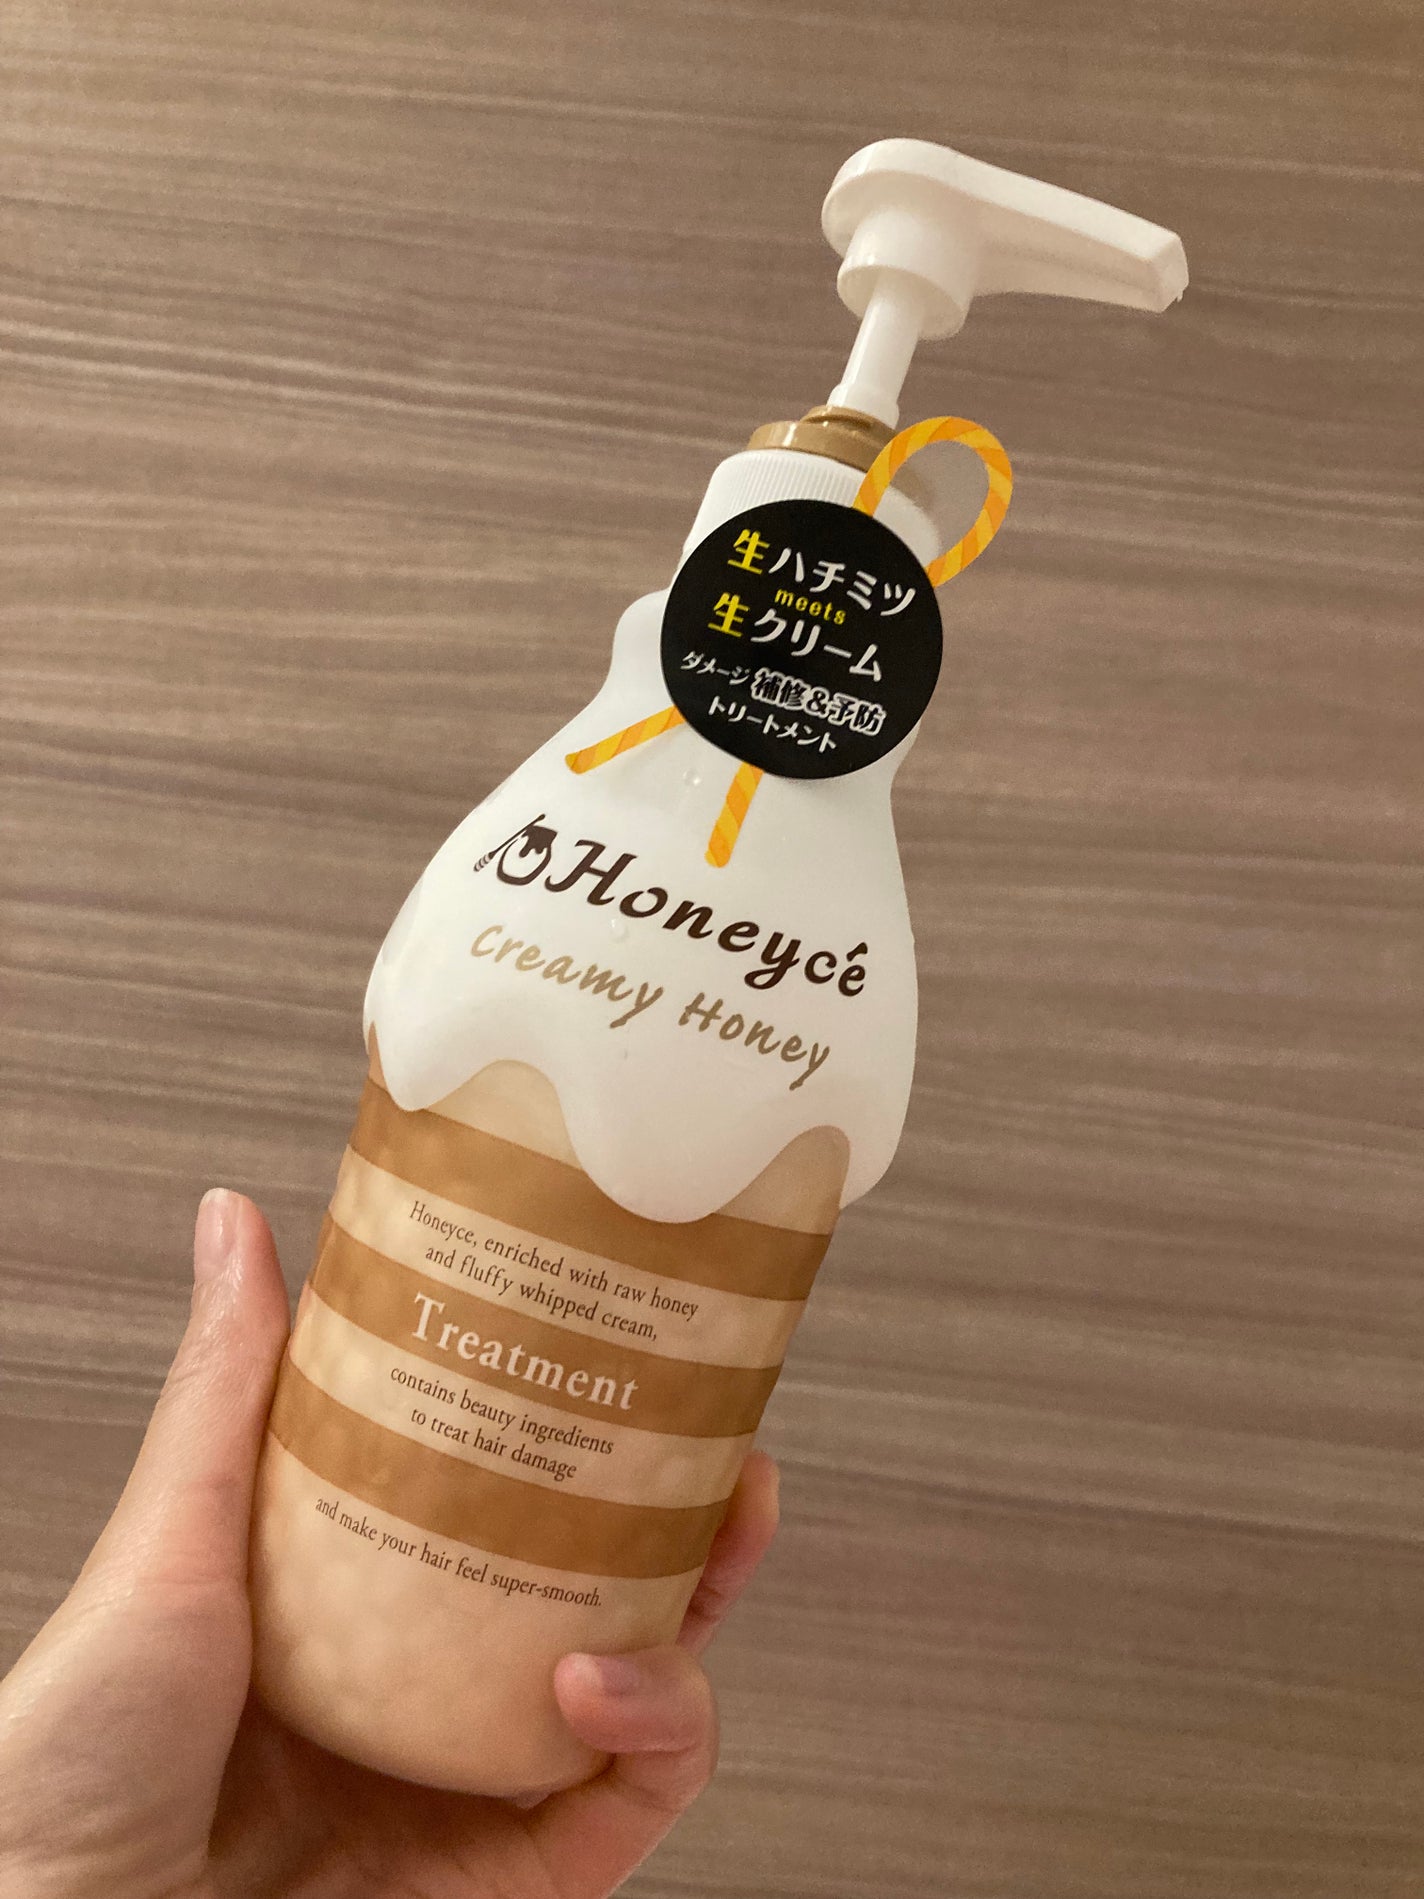 生ハチミツ
meets
生クリーム
ダメージ補修&予防
トリートメント
Honeycé
Creamy Honey
Honeyce, enriched with raw honey
and fluffy whipped cream,
Treatment
contains beauty ingredients
to treat hair damage
and make your hair feel super-smooth.